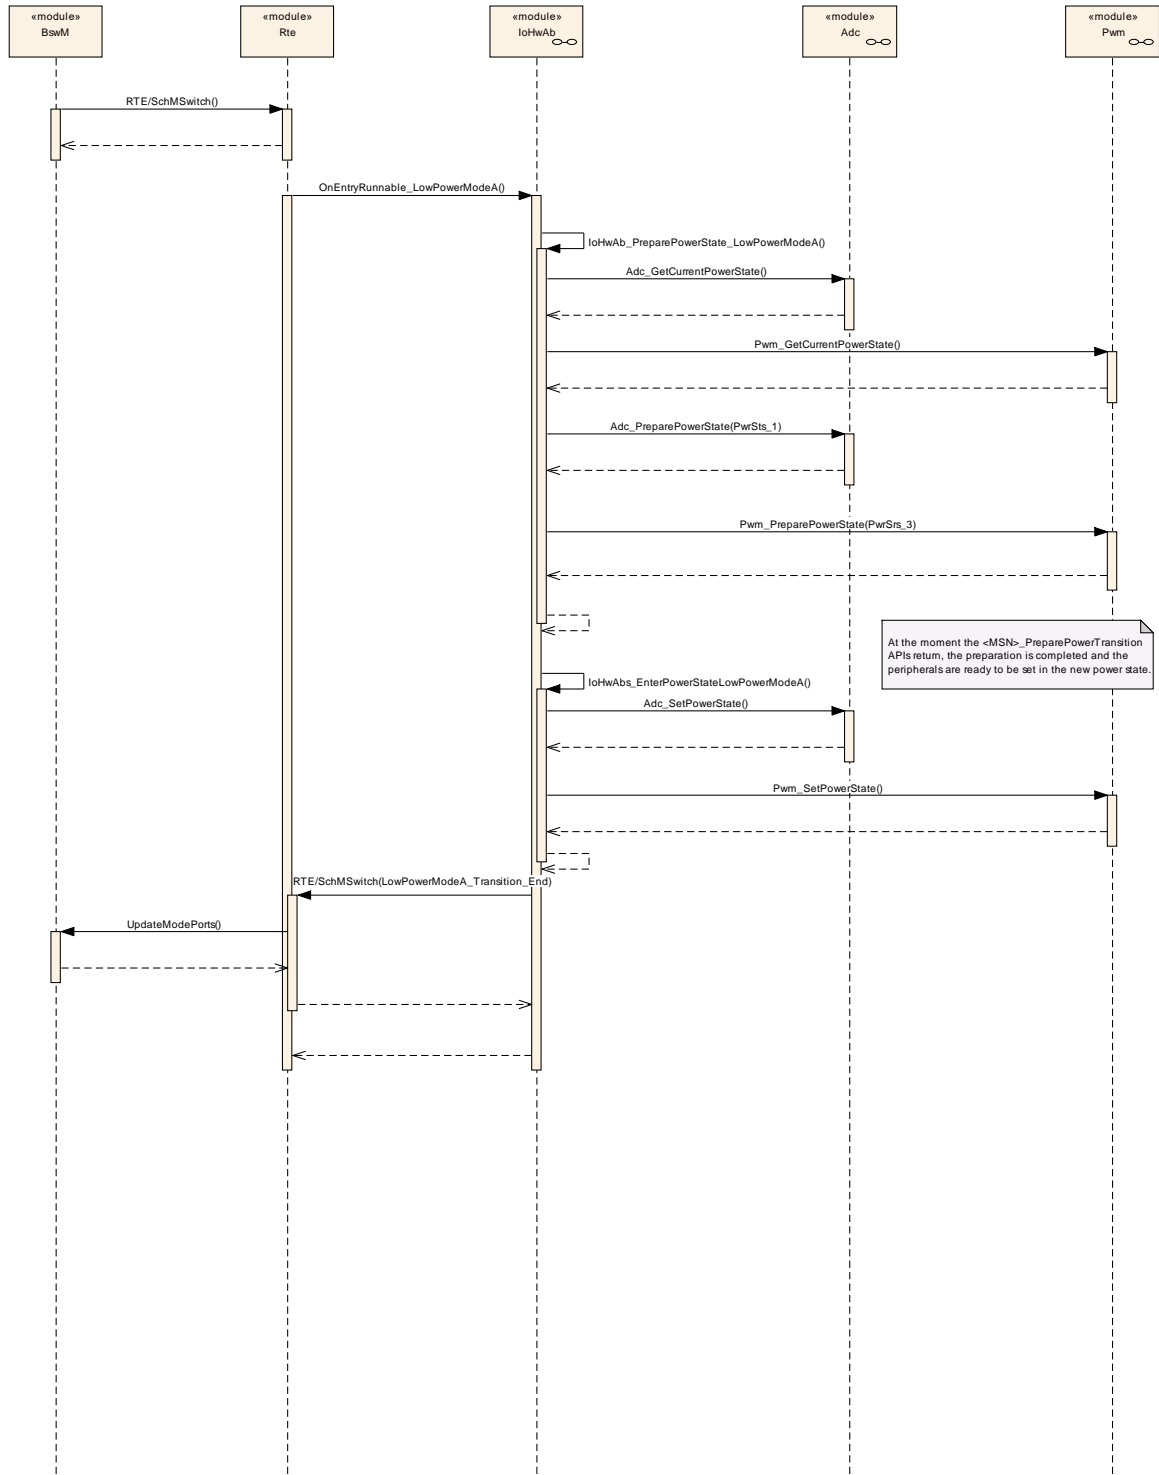 «module»
BswM
«module»
Rte
«module»
IoHwAb
«module»
Adc
«module»
Pwm
RTE/SchMSwitch()
OnEntryRunnable_LowPowerModeA()
IoHwAb_PreparePowerState_LowPowerModeA()
Adc_GetCurrentPowerState()
Pwm_GetCurrentPowerState()
Adc_PreparePowerState(PwrSts_1)
Pwm_PreparePowerState(PwrSrs_3)
At the moment the <MSN>_PreparePowerTransition
APIs return, the preparation is completed and the
peripherals are ready to be set in the new power state.
IoHwAbs_EnterPowerStateLowPowerModeA()
Adc_SetPowerState()
Pwm_SetPowerState()
RTE/SchMSwitch(LowPowerModeA_Transition_End)
UpdateModePorts()